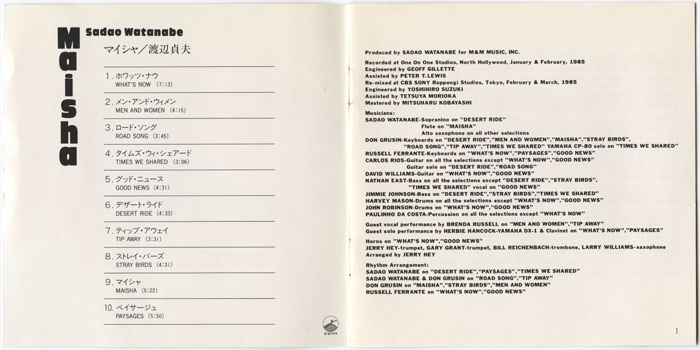 Maisha
Sadao Watanabe
マイシャ/渡辺貞夫
1. ホワッツ・ナウ
WHAT'S NOW (7:13)
2. メン・アンド・ウィメン
MEN AND WOMEN (4:15)
3. ロード・ソング
ROAD SONG (3:45)
4. タイムズ・ウィ・シェアード
TIMES WE SHARED (3:06)
5. グッド・ニュース
GOOD NEWS (4:31)
6. デザート・ライド
DESERT RIDE (4:33)
7. ティップ・アウェイ
TIP AWAY (3:31)
8. ストレイ・バーズ
STRAY BIRDS (4:31)
9. マイシャ
MAISHA (5:22)
10. ペイサージュ
PAYSAGES (5:50)
Produced by SADAO WATANABE for M&M MUSIC, INC.
Recorded at One On One Studios, North Hollywood, January & February, 1985
Engineered by GEOFF GILLETTE
Assisted by PETER T.LEWIS
Re-mixed at CBS SONY Roppongi Studios, Tokyo, February & March, 1985
Engineered by YOSHIHIRO SUZUKI
Assisted by TETSUYA MORIOKA
Mastered by MITSUHARU KOBAYASHI
Musicians:
SADAO WATANABE-Sopranino on "DESERT RIDE"
Flute on "MAISHA"
Alto saxophone on all other selections
DON GRUSIN-Keyboards on "DESERT RIDE","MEN AND WOMEN","MAISHA","STRAY BIRDS",
"ROAD SONG","TIP AWAY","TIMES WE SHARED" YAMAHA CP-80 solo on "TIMES WE SHARED"
RUSSELL FERRANTE-Keyboards on "WHAT'S NOW","PAYSAGES","GOOD NEWS"
CARLOS RIOS-Guitar on all the selections except "WHAT'S NOW","GOOD NEWS"
Guitar solo on "DESERT RIDE","ROAD SONG"
DAVID WILLIAMS-Guitar on "WHAT'S NOW","GOOD NEWS"
NATHAN EAST-Bass on all the selections except "DESERT RIDE","STRAY BIRDS",
"TIMES WE SHARED" vocal on "GOOD NEWS"
JIMMIE JOHNSON-Bass on "DESERT RIDE","STRAY BIRDS","TIMES WE SHARED"
HARVEY MASON-Drums on all the selections except "WHAT'S NOW","GOOD NEWS"
JOHN ROBINSON-Drums on "WHAT'S NOW","GOOD NEWS"
PAULINHO DA COSTA-Percussion on all the selections except "WHAT'S NOW"
Guest vocal performance by BRENDA RUSSELL on "MEN AND WOMEN","TIP AWAY"
Guest solo performance by HERBIE HANCOCK-YAMAHA DX-1 & Clavinet on "WHAT'S NOW","PAYSAGES"
Horns on "WHAT'S NOW","GOOD NEWS"
JERRY HEY-trumpet, GARY GRANT-trumpet, BILL REICHENBACH-trombone, LARRY WILLIAMS-saxophone
Arranged by JERRY HEY
Rhythm Arrangement:
SADAO WATANABE on "DESERT RIDE","PAYSAGES","TIMES WE SHARED"
SADAO WATANABE & DON GRUSIN on "ROAD SONG","TIP AWAY"
DON GRUSIN on "MAISHA","STRAY BIRDS","MEN AND WOMEN"
RUSSELL FERRANTE on "WHAT'S NOW","GOOD NEWS"
1